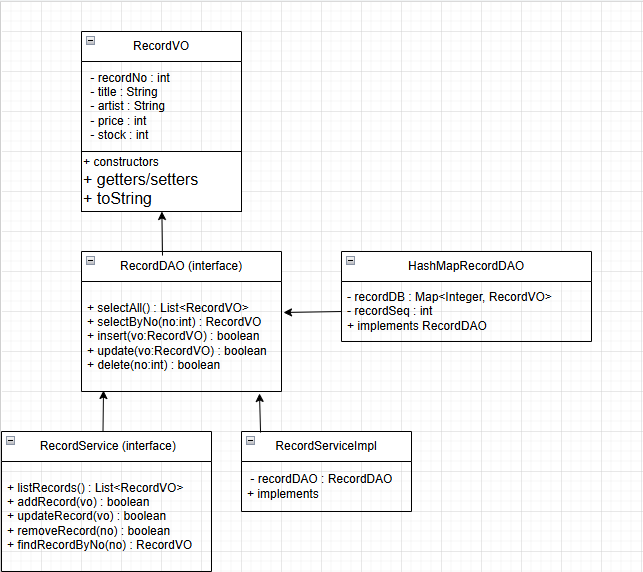 RecordVO
- recordNo : int
- title : String
- artist : String
- price : int
- stock : int
+ constructors
+ getters/setters
+ toString
RecordDAO (interface)
+ selectAll() : List<RecordVO>
+ selectByNo(no:int) : RecordVO
+ insert(vo:RecordVO) : boolean
+ update(vo:RecordVO) : boolean
+ delete(no:int) : boolean
HashMapRecordDAO
- recordDB : Map<Integer, RecordVO>
- recordSeq : int
+ implements RecordDAO
RecordService (interface)
+ listRecords() : List<RecordVO>
+ addRecord(vo) : boolean
+ updateRecord(vo) : boolean
+ removeRecord(no) : boolean
+ findRecordByNo(no) : RecordVO
RecordServiceImpl
- recordDAO : RecordDAO
+ implements